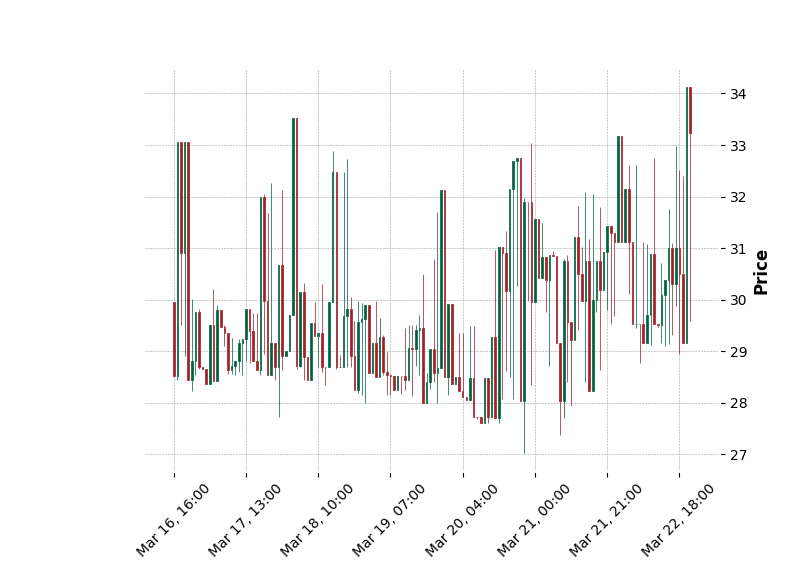 34
33
32
31
30
29
28
27
Price
Mar 16, 16:00
Mar 17, 13:00
Mar 18, 10:00
Mar 19, 07:00
Mar 20, 04:00
Mar 21, 00:00
Mar 21, 21:00
Mar 22, 18:00